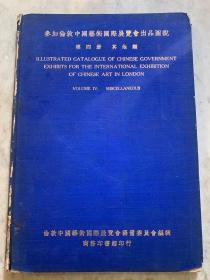 參加倫敦中國藝術國際展覽會出品圖說
第四冊 其他類
ILLUSTRATED CATALOGUE OF CHINESE GOVERNMENT
EXHIBITS FOR THE INTERNATIONAL EXHIBITION
OF CHINESE ART IN LONDON
VOLUME IV: MISCELLANEOUS
倫敦中國藝術國際展覽會籌備委員會編輯
商務印書館印行